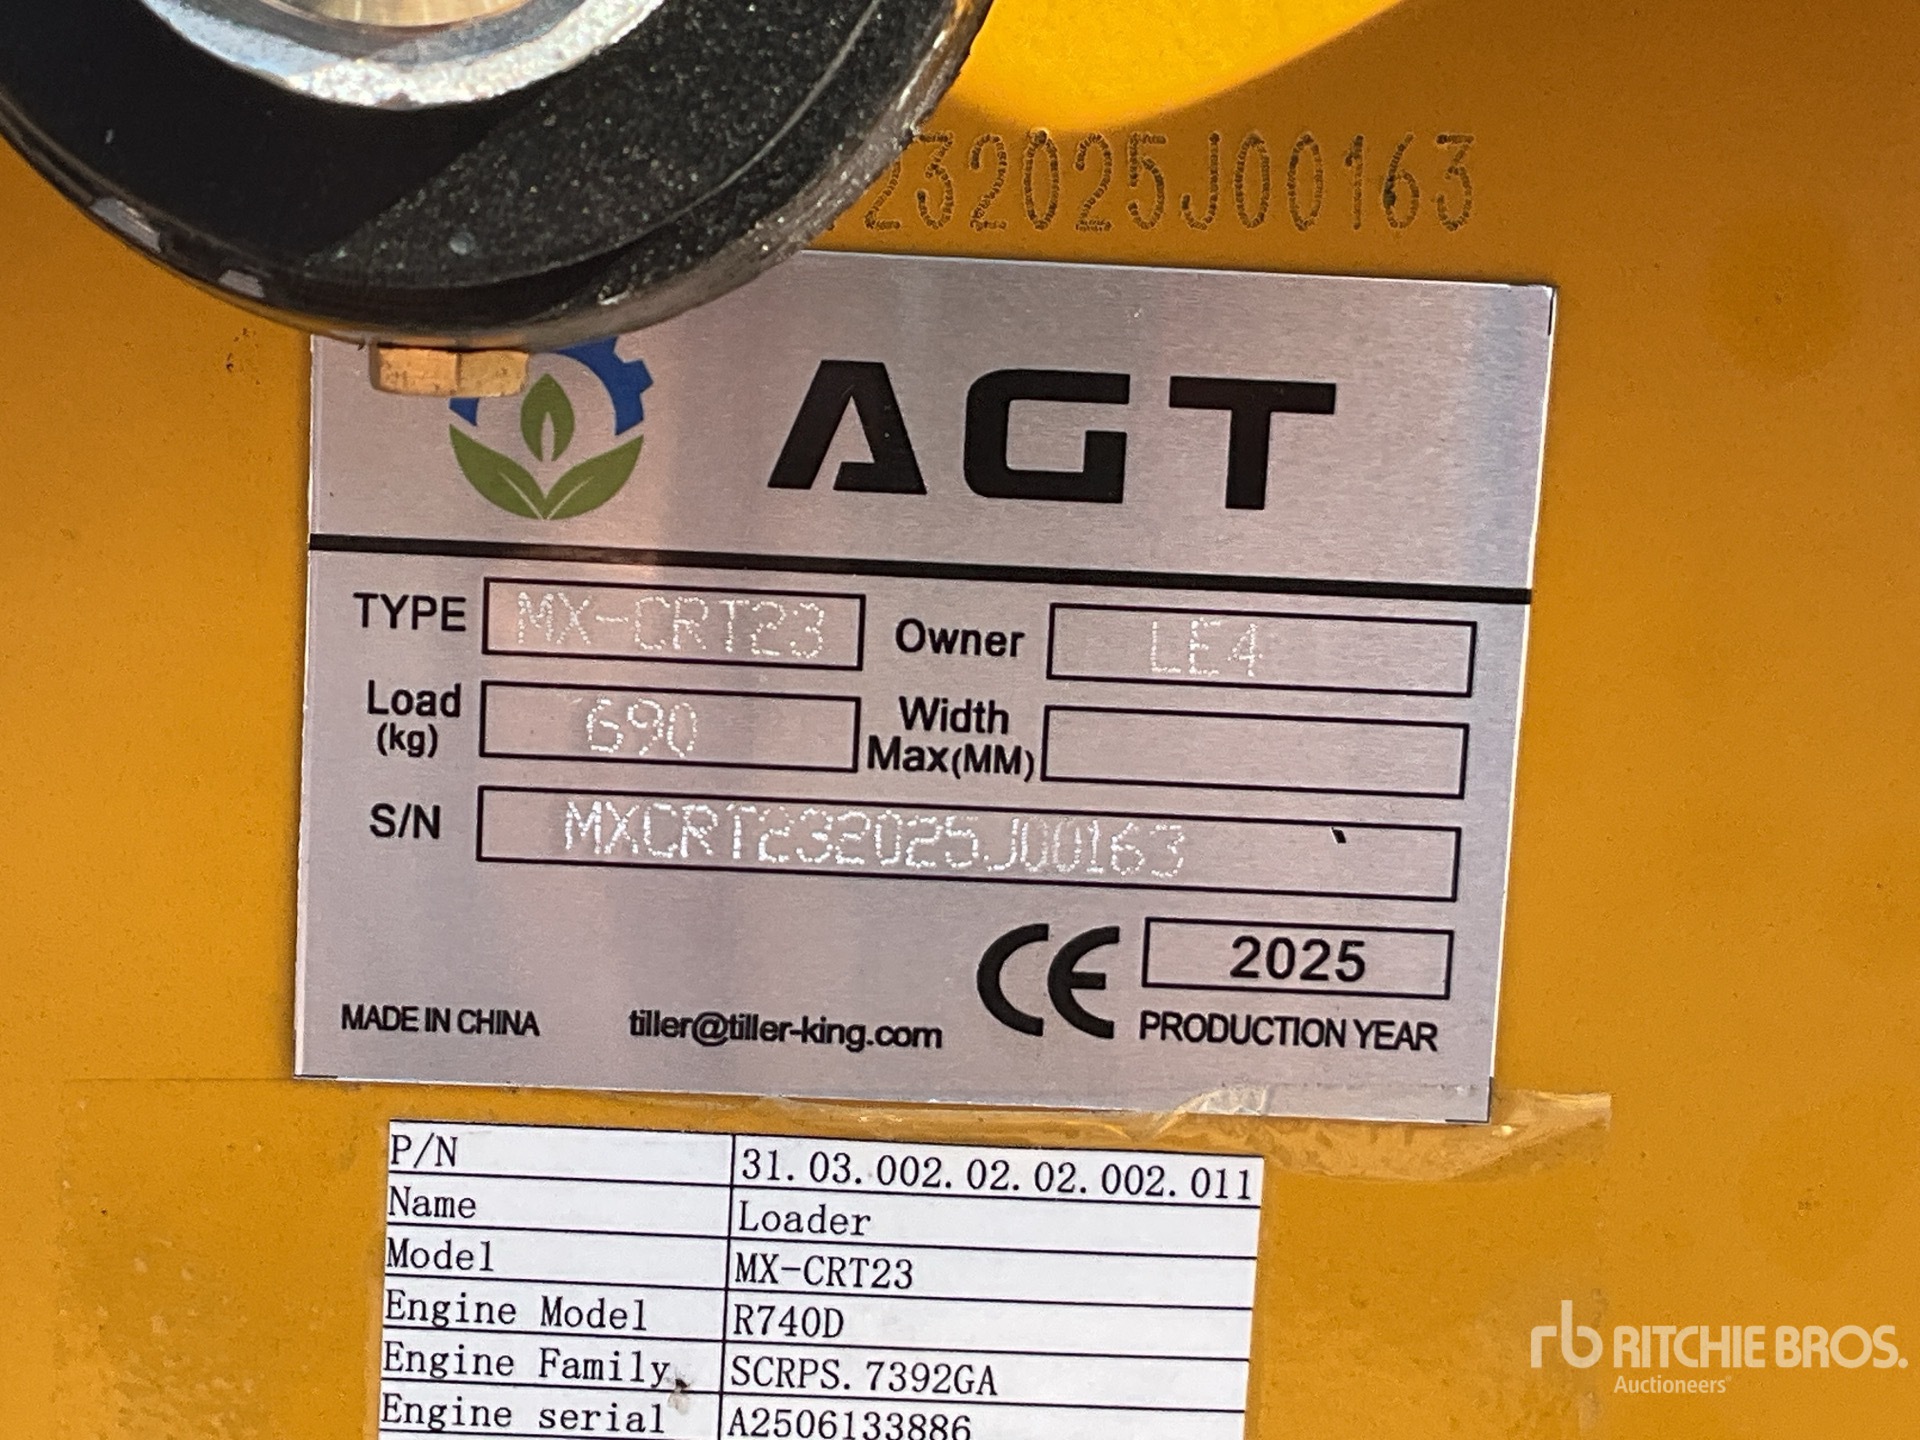 232025J00163
AGT
TYPE MX-CRT23 Owner LE4
Load (kg) 690 Width Max(MM)
S/N MXCRT232025J00163
CE 2025
MADE IN CHINA tiller@tiller-king.com PRODUCTION YEAR
P/N 31.03.002.02.02.002.011
Name Loader
Model MX-CRT23
Engine Model R740D
Engine Family SCRPS.7392GA
Engine serial A2506133886
rb RITCHIE BROS.
Auctioneers